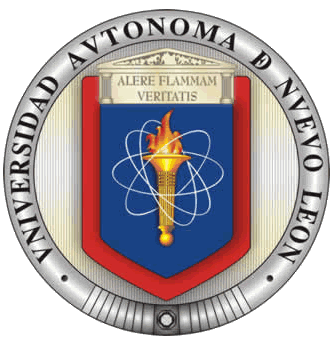 VNIVERSIDAD AVTONOMA Đ NVEVO LEON
ALERE FLAMMAM
VERITATIS